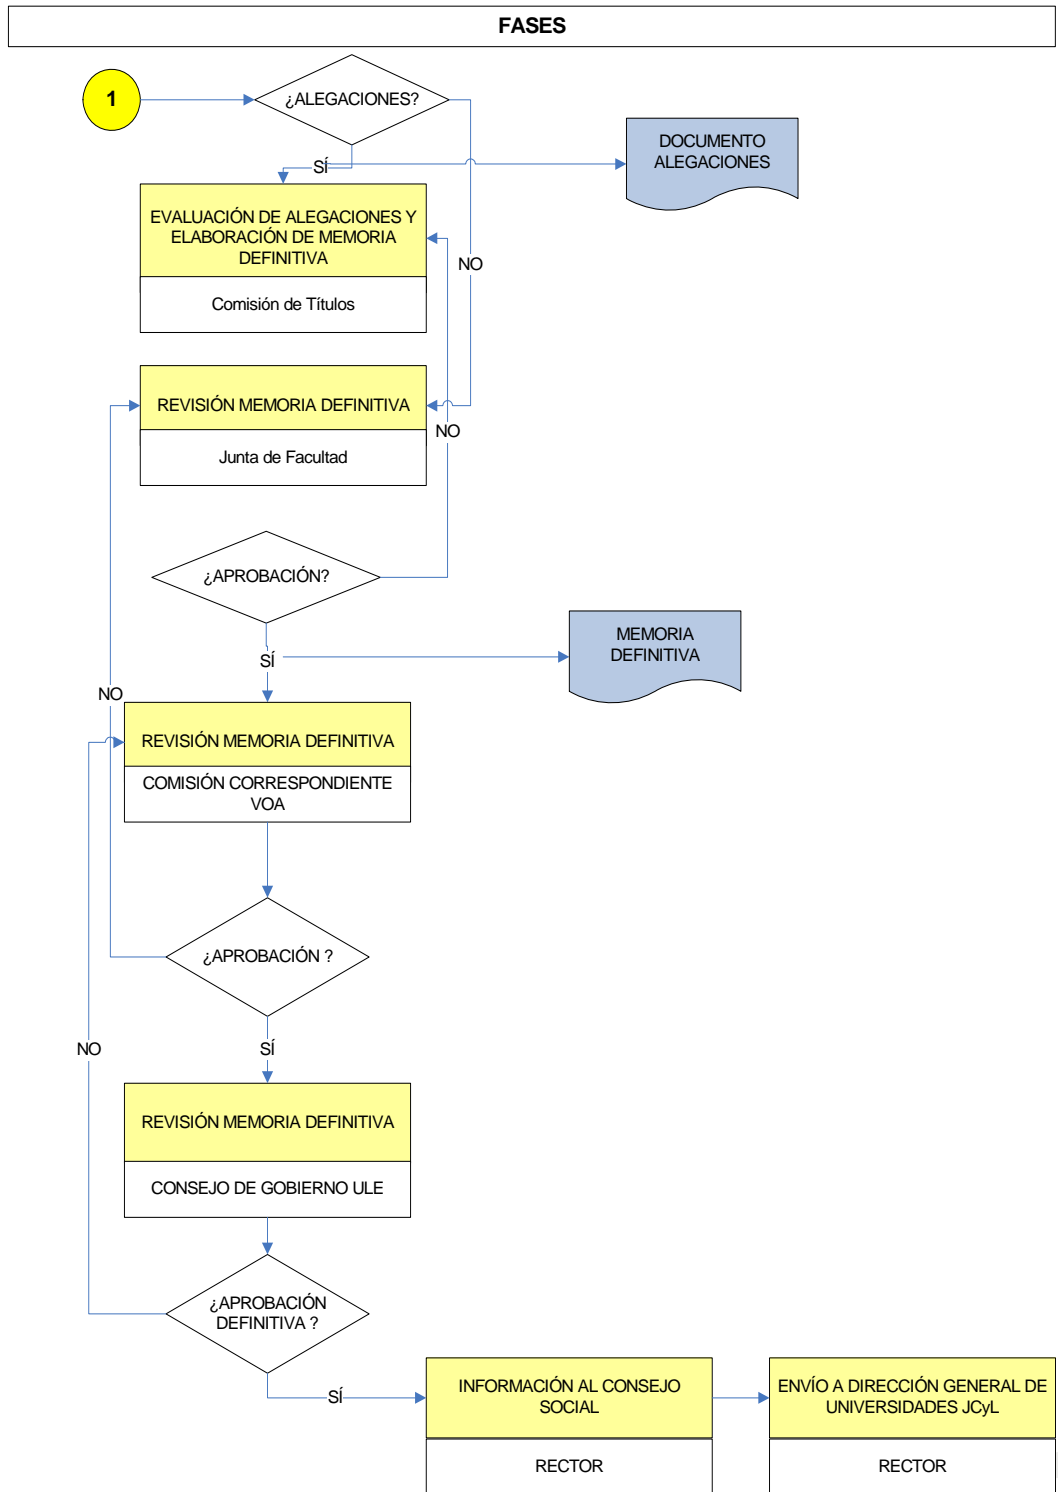 FASES
1
¿ALEGACIONES?
DOCUMENTO
ALEGACIONES
SÍ
EVALUACIÓN DE ALEGACIONES Y
ELABORACIÓN DE MEMORIA
DEFINITIVA
NO
Comisión de Títulos
REVISIÓN MEMORIA DEFINITIVA
NO
Junta de Facultad
¿APROBACIÓN?
MEMORIA
DEFINITIVA
SÍ
NO
REVISIÓN MEMORIA DEFINITIVA
COMISIÓN CORRESPONDIENTE
VOA
¿APROBACIÓN ?
NO
SÍ
REVISIÓN MEMORIA DEFINITIVA
CONSEJO DE GOBIERNO ULE
¿APROBACIÓN
DEFINITIVA ?
SÍ
INFORMACIÓN AL CONSEJO
SOCIAL
RECTOR
ENVÍO A DIRECCIÓN GENERAL DE
UNIVERSIDADES JCyL
RECTOR